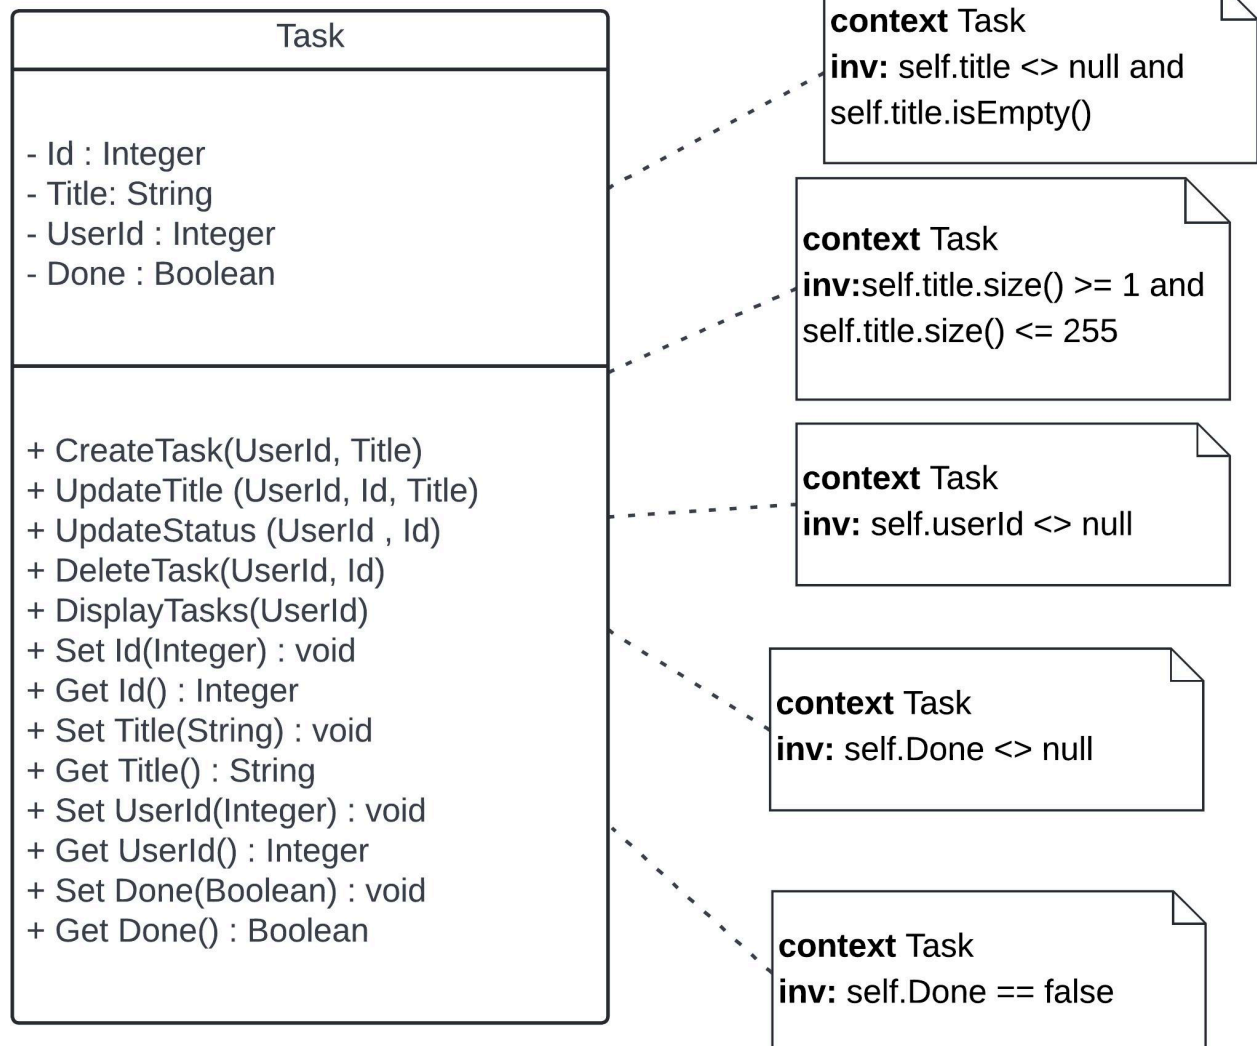 Task
- Id : Integer
- Title: String
- UserId : Integer
- Done : Boolean
+ CreateTask(UserId, Title)
+ UpdateTitle (UserId, Id, Title)
+ UpdateStatus (UserId , Id)
+ DeleteTask(UserId, Id)
+ DisplayTasks(UserId)
+ Set Id(Integer) : void
+ Get Id() : Integer
+ Set Title(String) : void
+ Get Title() : String
+ Set UserId(Integer) : void
+ Get UserId() : Integer
+ Set Done(Boolean) : void
+ Get Done() : Boolean
context Task
inv: self.title <> null and
self.title.isEmpty()
context Task
inv:self.title.size() >= 1 and
self.title.size() <= 255
context Task
inv: self.userId <> null
context Task
inv: self.Done <> null
context Task
inv: self.Done == false